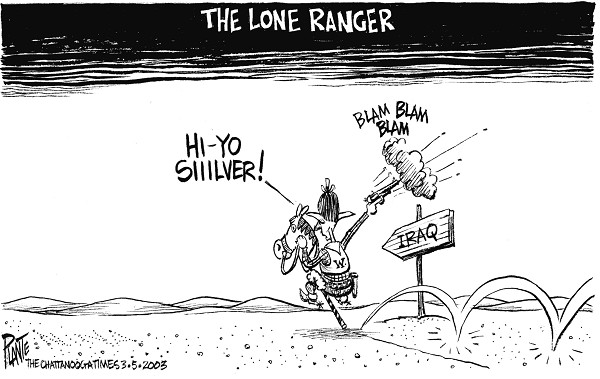 THE LONE RANGER
BLAM BLAM
BLAM
HI-YO
SIIILVER!
IRAQ
W
PLANTE
THE CHATTANOOGA TIMES 3.5.2003